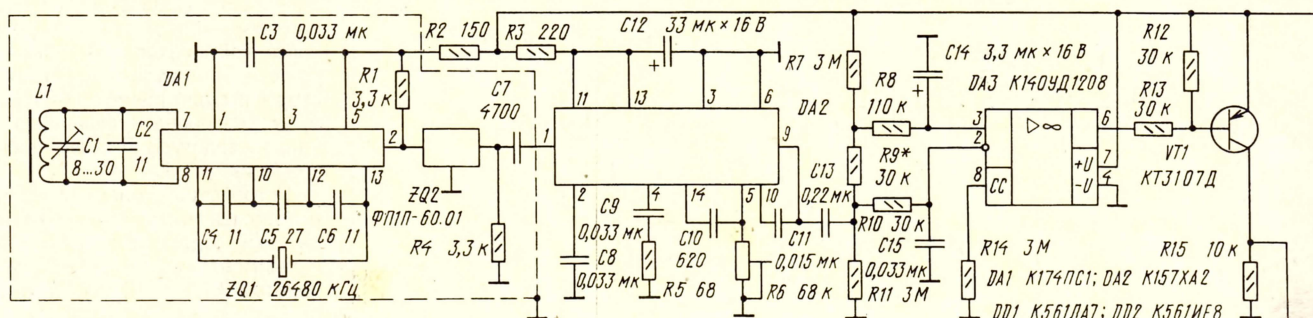 C3 0,033 мк
R2 150
R3 220
C12 33 мк × 16 В
C14 3,3 мк × 16 В
R12
30 к
DA1
R1
3,3 к
C7
4700
R7 3 М
R8
110 к
DA3 К140УД1208
R13
30 к
L1
C1
8...30
C2
11
7
8
1
3
5
2
11
10
12
13
C4 11
C5 27
C6 11
ZQ1 26480 кГц
ZQ2
ФП1П-60.01
R4 3,3 к
1
11
13
3
6
DA2
9
2
4
14
5
10
C9
0,033 мк
C8
0,033 мк
R5 68
C10
620
C11
0,015 мк
R6 68 к
C13
0,22 мк
R9*
30 к
R10 30 к
C15
0,033 мк
R11 3 М
3
2
8
▷∞
CC
+U
-U
6
7
4
VT1
КТ3107Д
R14 3 М
R15 10 к
DA1 К174ПС1; DA2 К157ХА2
DD1 К561ЛА7; DD2 К561ИЕ8